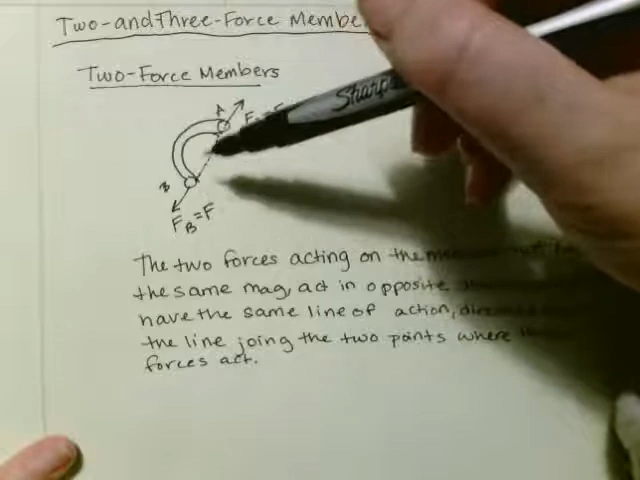 Two-and Three-Force Membe
Two-Force Members
A
Sharpie
B
F_B=F
The two forces acting on the
the same mag, act in opposite
have the same line of action,
the line joing the two points where
forces act.